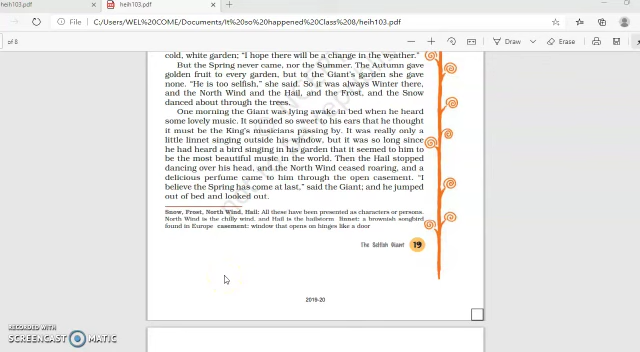 heih103.pdf
heih103.pdf
File
C:/Users/WEL%20COME/Documents/It%20so%20happened%20Class%208/heih103.pdf
of 8
Draw
Erase
cold, white garden; "I hope there will be a change in the weather."
But the Spring never came, nor the Summer. The Autumn gave
golden fruit to every garden, but to the Giant's garden she gave
none. "He is too selfish," she said. So it was always Winter there,
and the North Wind and the Hail, and the Frost, and the Snow
danced about through the trees.
One morning the Giant was lying awake in bed when he heard
some lovely music. It sounded so sweet to his ears that he thought
it must be the King's musicians passing by. It was really only a
little linnet singing outside his window, but it was so long since
he had heard a bird singing in his garden that it seemed to him to
be the most beautiful music in the world. Then the Hail stopped
dancing over his head, and the North Wind ceased roaring, and
a delicious perfume came to him through the open casement. "I
believe the Spring has come at last," said the Giant; and he jumped
out of bed and looked out.
Snow, Frost, North Wind, Hail: All these have been presented as characters or persons.
North Wind is the chilly wind, and Hail is the hailstorm linnet: a brownish songbird
found in Europe casement: window that opens on hinges like a door
The Selfish Giant 19
2019-20
RECORDED WITH
SCREENCAST MATIC